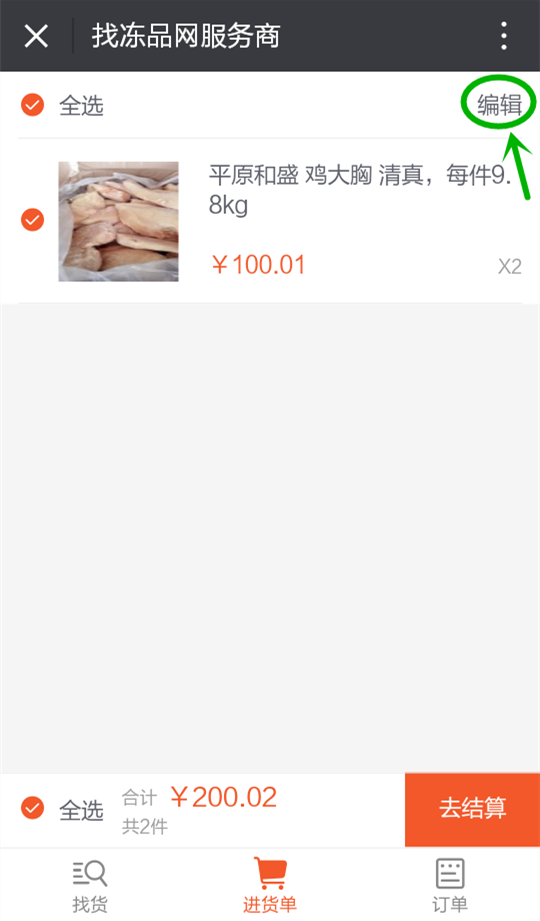 找冻品网服务商
全选
编辑
平原和盛 鸡大胸 清真，每件9.
8kg
￥100.01
X2
全选
合计 ￥200.02
共2件
去结算
找货
进货单
订单